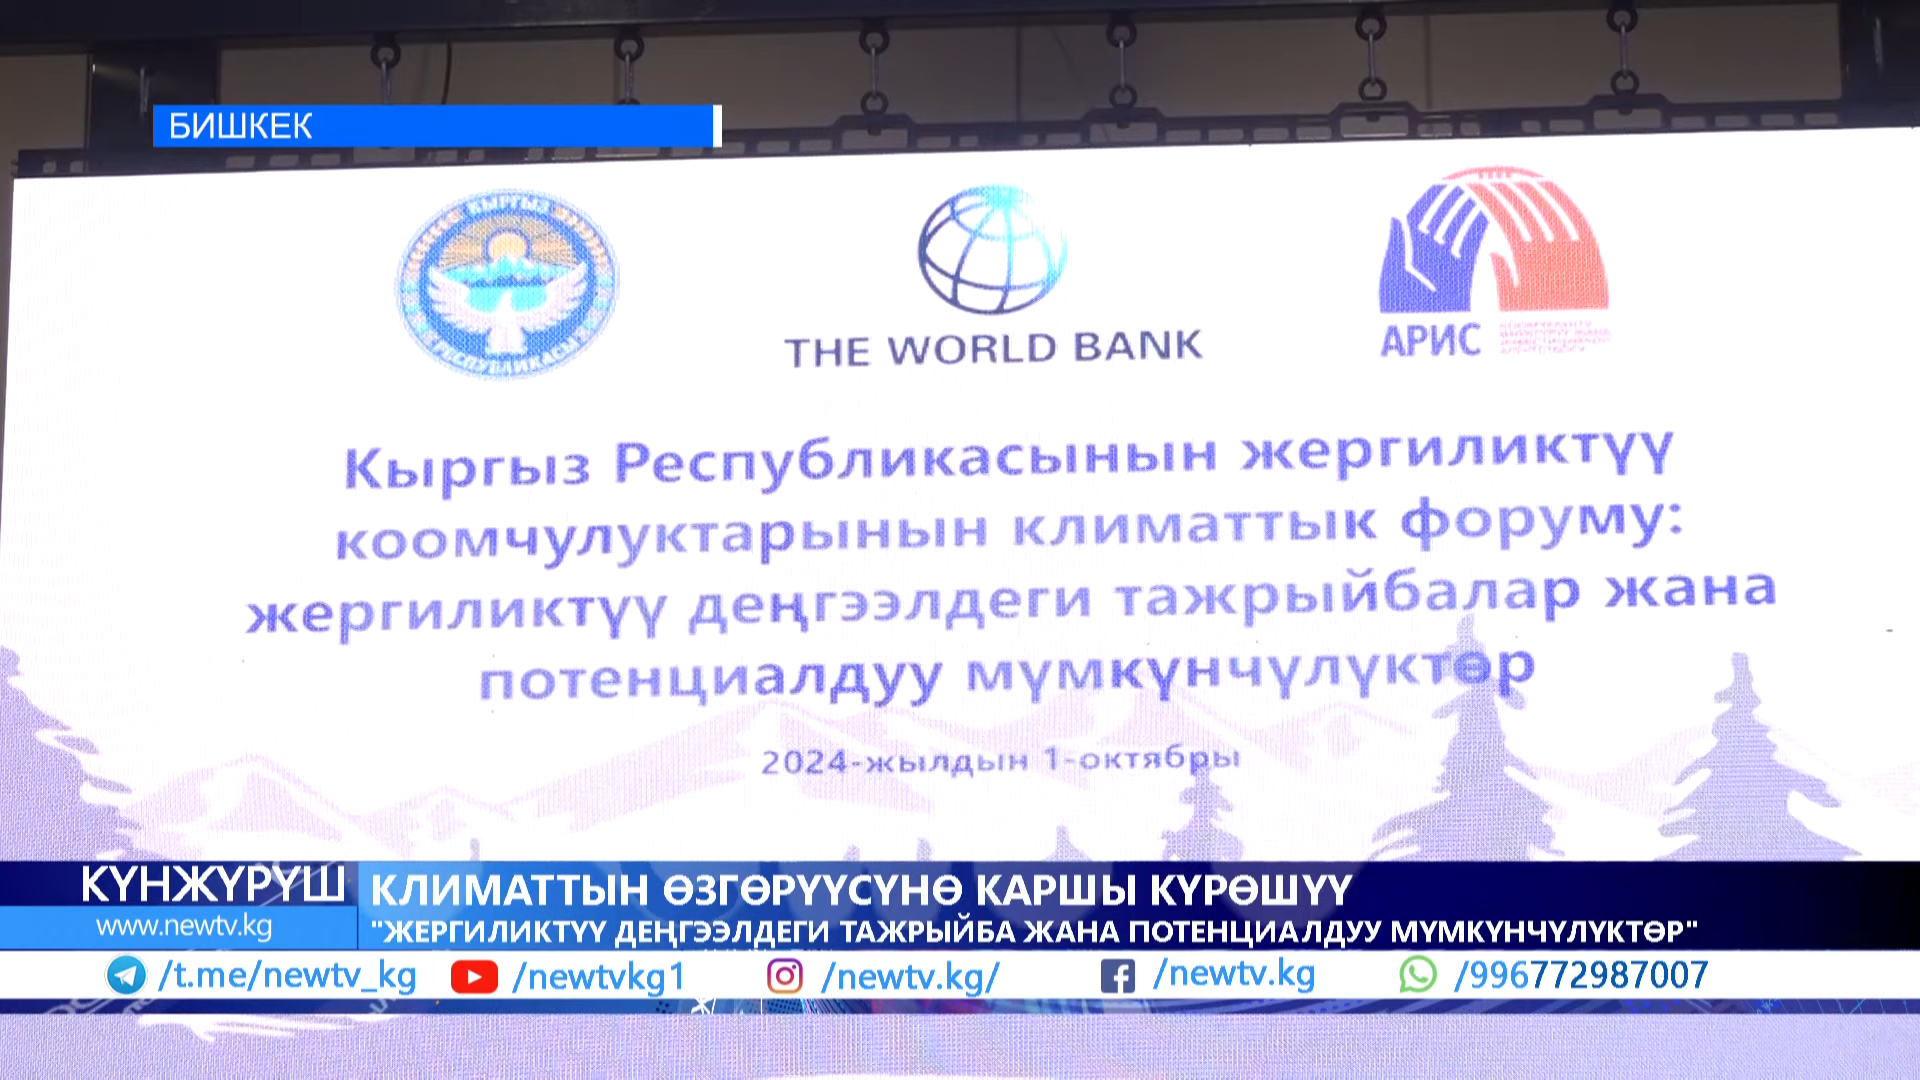 БИШКЕК
КЫРГЫЗ
РЕСПУБЛИКАСЫ
THE WORLD BANK
АРИС
Кыргыз Республикасынын жергиликтүү
коомчулуктарынын климаттык форуму:
жергиликтүү деңгээлдеги тажрыйбалар жана
потенциалдуу мүмкүнчүлүктөр
2024-жылдын 1-октябры
КҮНЖҮРҮШ
www.newtv.kg
КЛИМАТТЫН ӨЗГӨРҮҮСҮНӨ КАРШЫ КҮРӨШҮҮ
"ЖЕРГИЛИКТҮҮ ДЕҢГЭЭЛДЕГИ ТАЖРЫЙБА ЖАНА ПОТЕНЦИАЛДУУ МҮМКҮНЧҮЛҮКТӨР"
/t.me/newtv_kg /newtvkg1 /newtv.kg/ /newtv.kg /996772987007